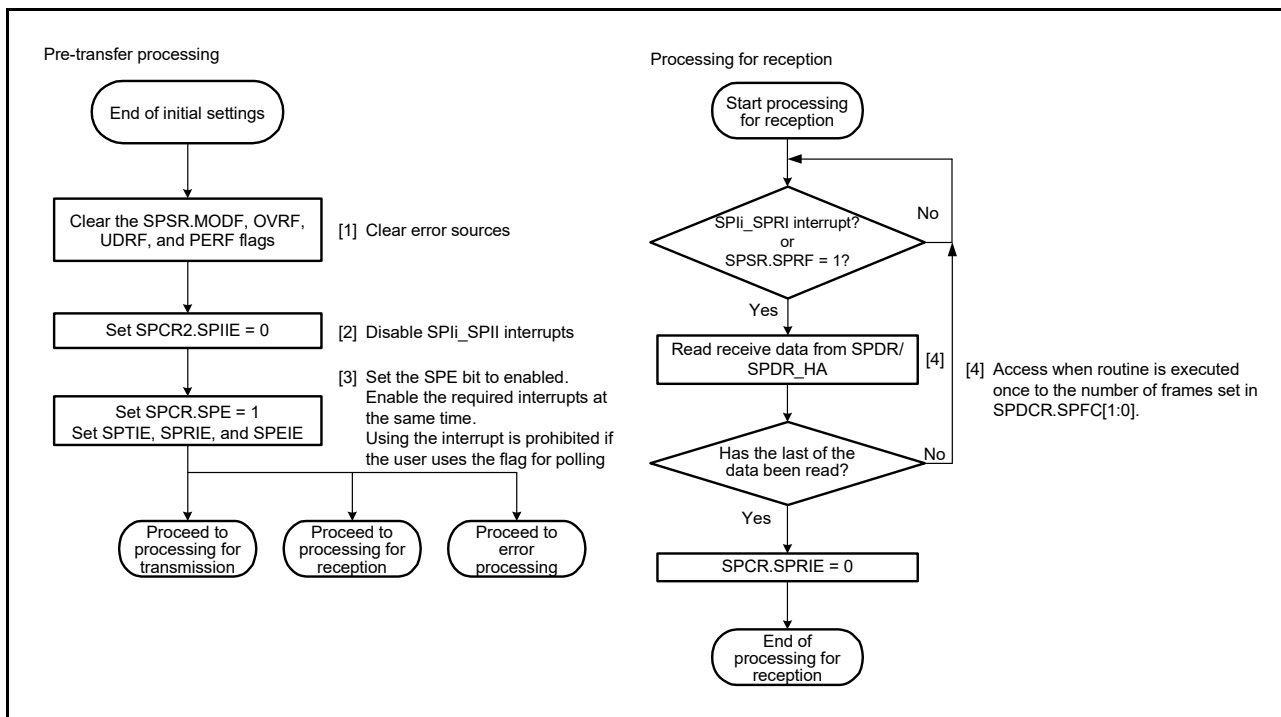 Pre-transfer processing
End of initial settings
Clear the SPSR.MODF, OVRF,
UDRF, and PERF flags
[1] Clear error sources
Set SPCR2.SPIIE = 0
[2] Disable SPIi_SPII interrupts
Set SPCR.SPE = 1
Set SPTIE, SPRIE, and SPEIE
[3] Set the SPE bit to enabled.
Enable the required interrupts at
the same time.
Using the interrupt is prohibited if
the user uses the flag for polling
Proceed to
processing for
transmission
Proceed to
processing for
reception
Proceed to
error
processing
Processing for reception
Start processing
for reception
SPIi_SPRI interrupt?
or
SPSR.SPRF = 1?
No
Yes
Read receive data from SPDR/
SPDR_HA
[4]
[4] Access when routine is executed
once to the number of frames set in
SPDCR.SPFC[1:0].
Has the last of the
data been read?
No
Yes
SPCR.SPRIE = 0
End of
processing for
reception